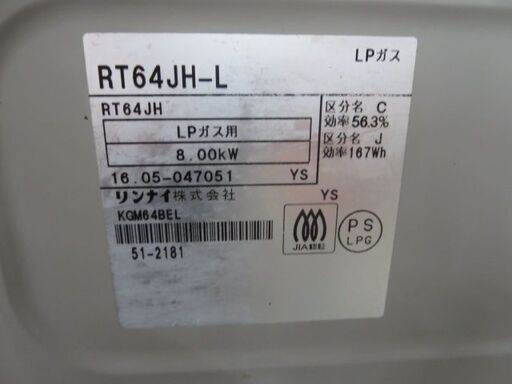 LPガス
RT64JH-L
RT64JH
LPガス用
8.00kW
区分名 C
効率56.3%
区分名 J
効率167Wh
16.05-047051 YS
リンナイ株式会社
YS
KGM64BEL
51-2181
JIA認証
PS
LPG